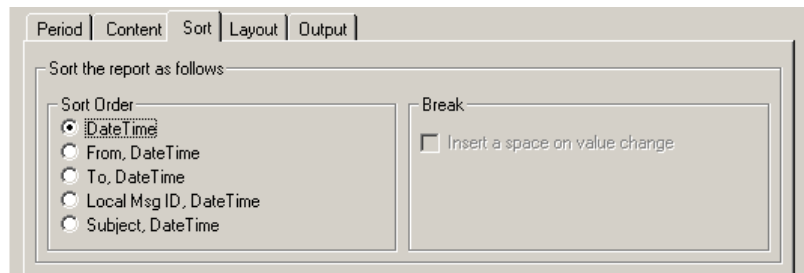 Period Content Sort Layout Output
Sort the report as follows
Sort Order
DateTime
From, DateTime
To, DateTime
Local Msg ID, DateTime
Subject, DateTime
Break
Insert a space on value change